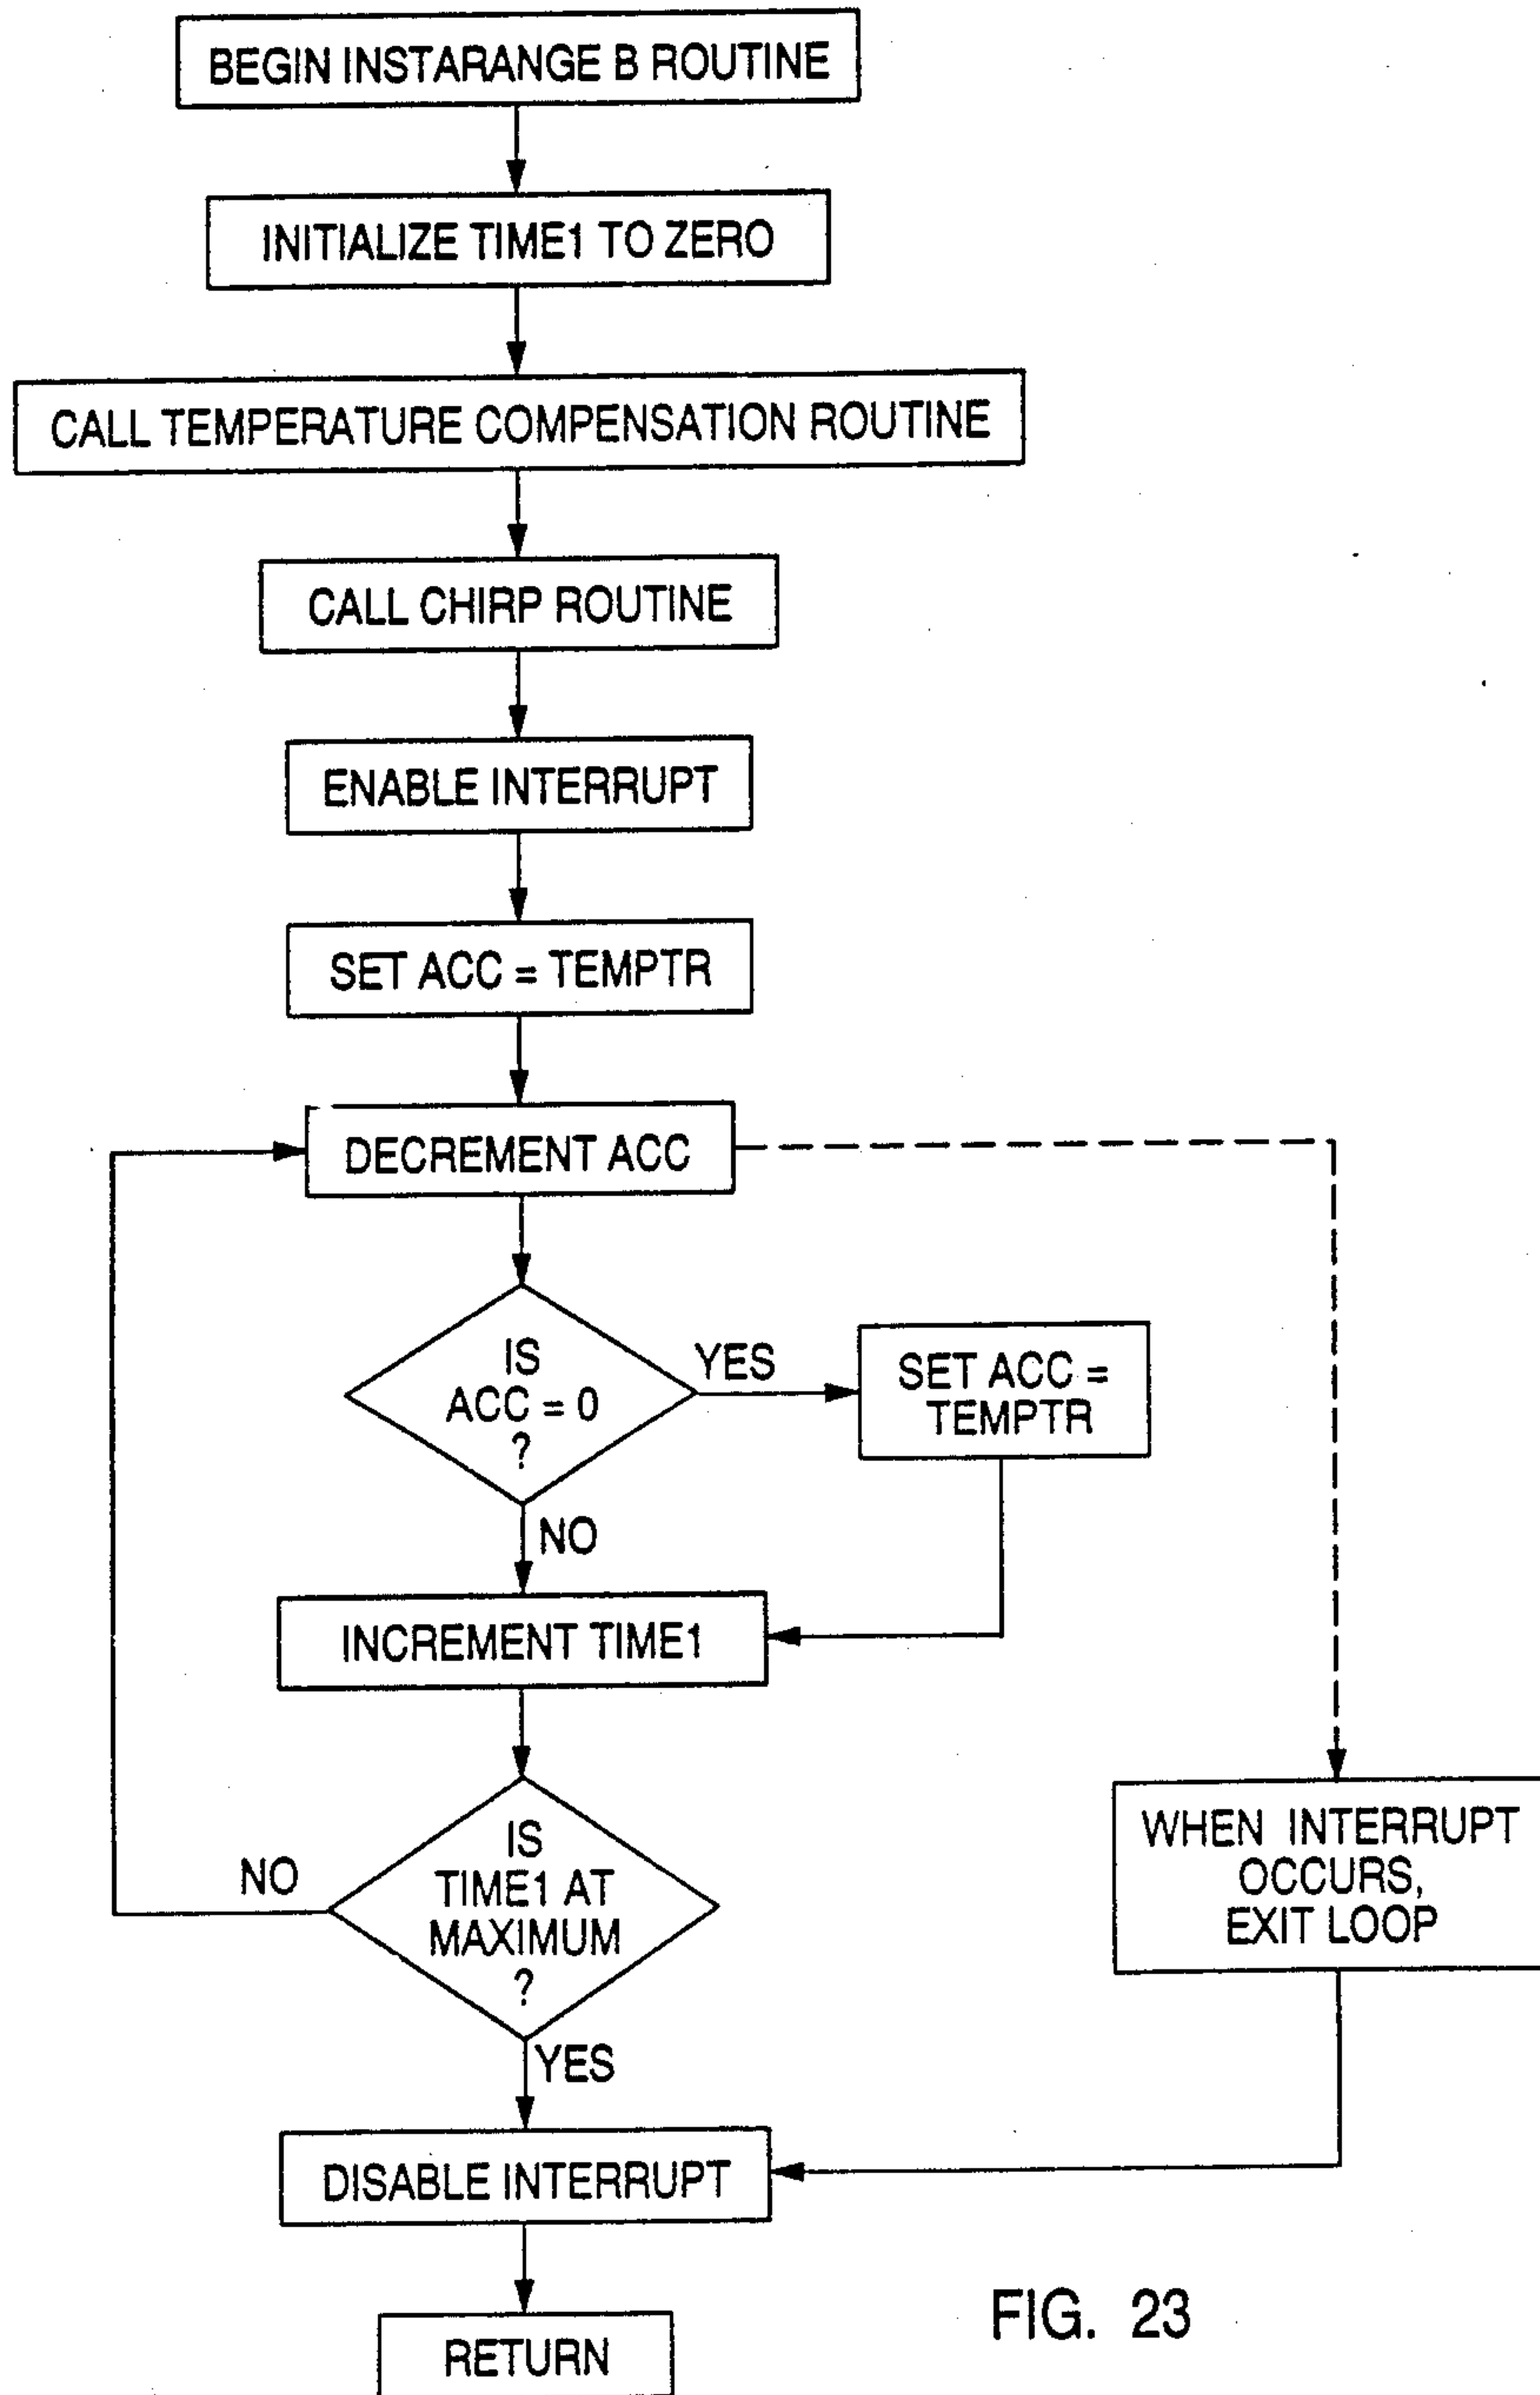 BEGIN INSTARANGE B ROUTINE
INITIALIZE TIME1 TO ZERO
CALL TEMPERATURE COMPENSATION ROUTINE
CALL CHIRP ROUTINE
ENABLE INTERRUPT
SET ACC = TEMPTR
DECREMENT ACC
IS
ACC = 0
?
YES
SET ACC =
TEMPTR
NO
INCREMENT TIME1
IS
TIME1 AT
MAXIMUM
?
NO
WHEN INTERRUPT
OCCURS,
EXIT LOOP
YES
DISABLE INTERRUPT
RETURN
FIG. 23